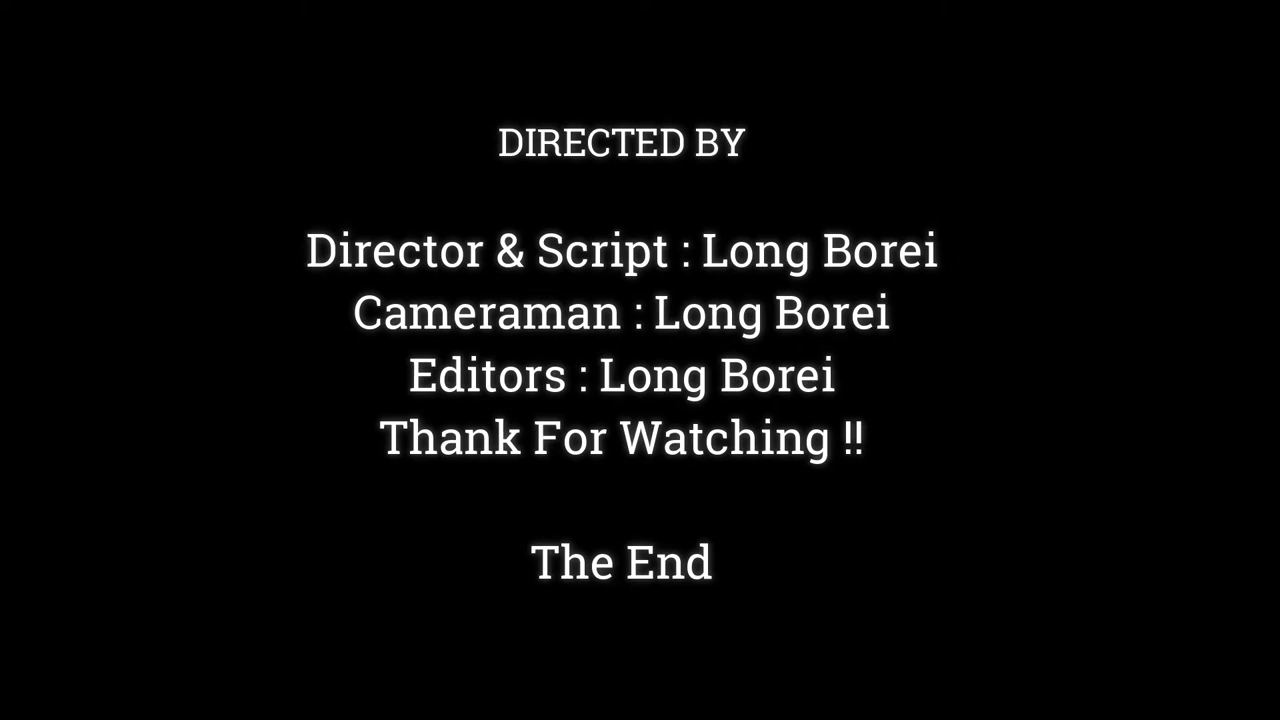 DIRECTED BY
Director & Script : Long Borei
Cameraman : Long Borei
Editors : Long Borei
Thank For Watching !!
The End